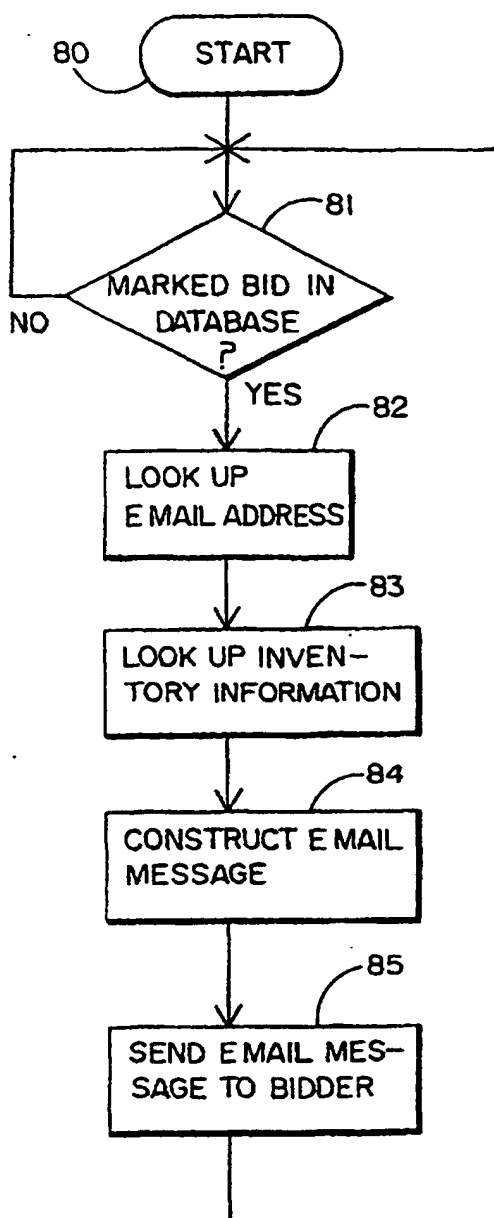 80
START
81
MARKED BID IN
DATABASE
?
NO
YES
82
LOOK UP
E MAIL ADDRESS
83
LOOK UP INVEN-
TORY INFORMATION
84
CONSTRUCT E MAIL
MESSAGE
85
SEND E MAIL MES-
SAGE TO BIDDER